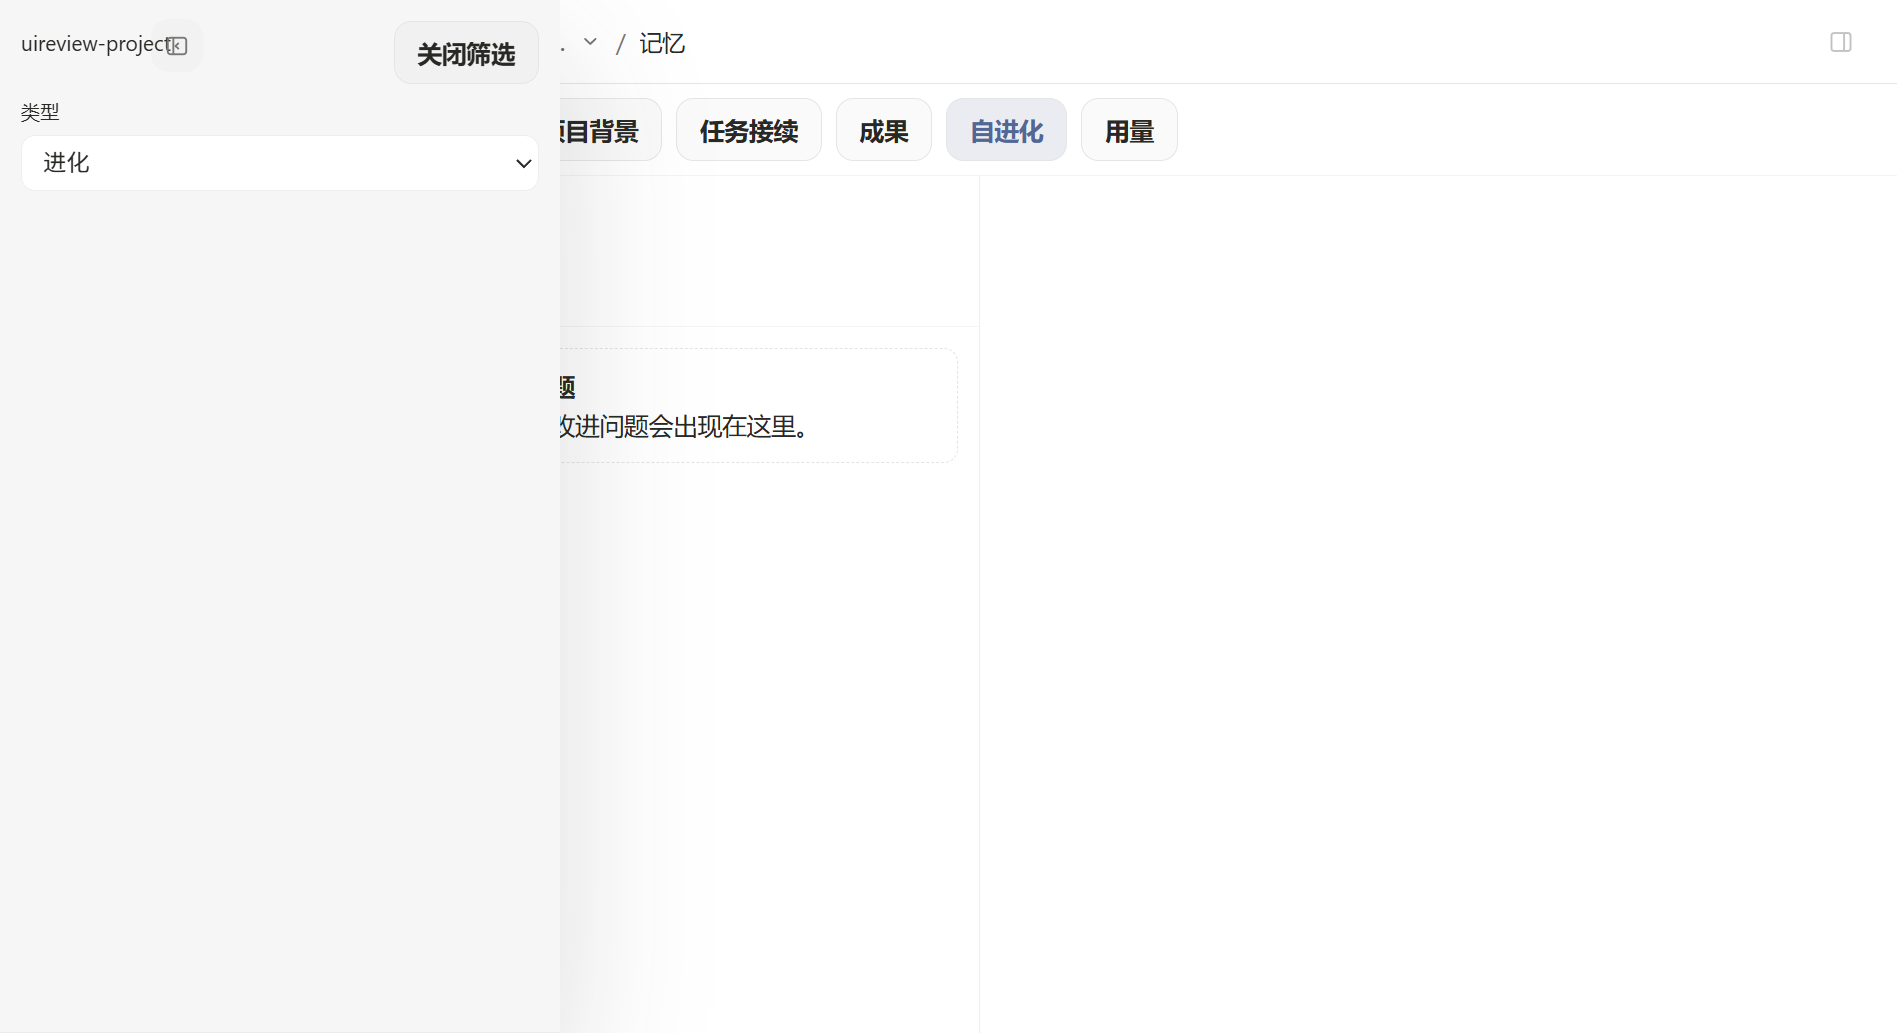 uireview-project
关闭筛选
类型
进化
. / 记忆
项目背景
任务接续
成果
自进化
用量
题
改进问题会出现在这里。